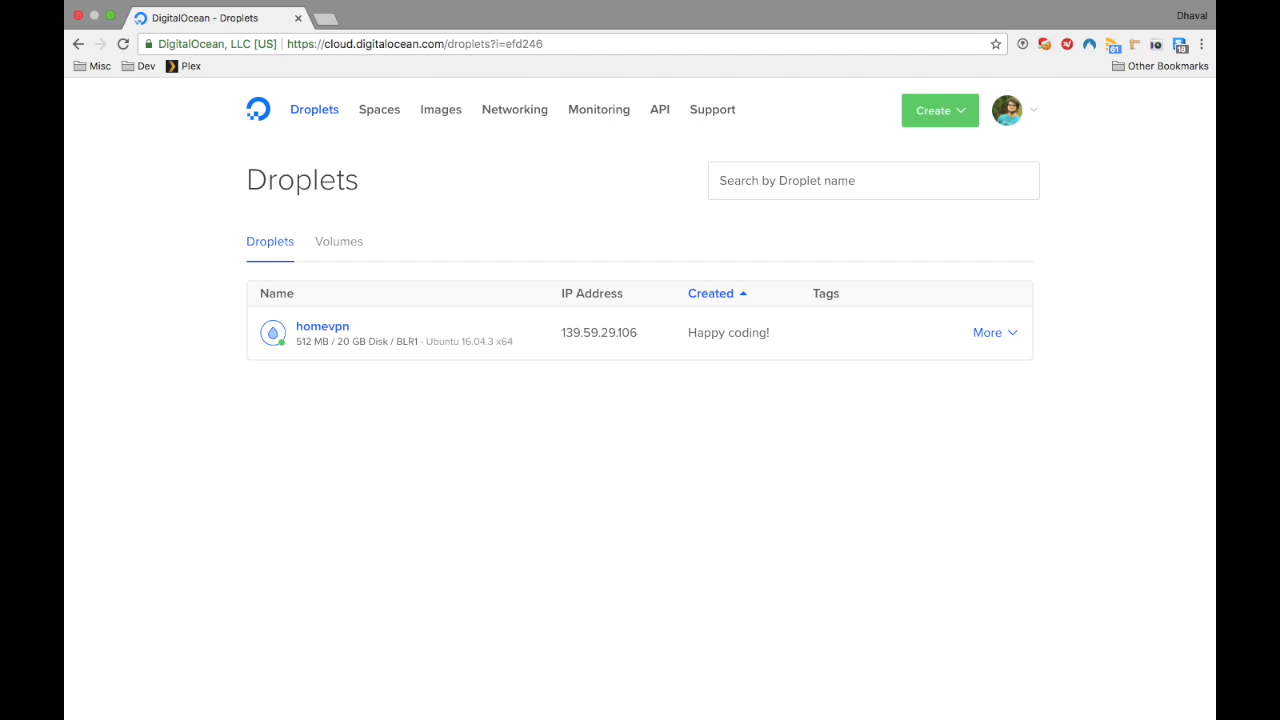 DigitalOcean - Droplets
Dhaval
DigitalOcean, LLC [US] https://cloud.digitalocean.com/droplets?i=efd246
61
18
Misc Dev Plex Other Bookmarks
Droplets Spaces Images Networking Monitoring API Support Create
Droplets Search by Droplet name
Droplets Volumes
Name IP Address Created Tags
homevpn 139.59.29.106 Happy coding! More
512 MB / 20 GB Disk / BLR1 - Ubuntu 16.04.3 x64